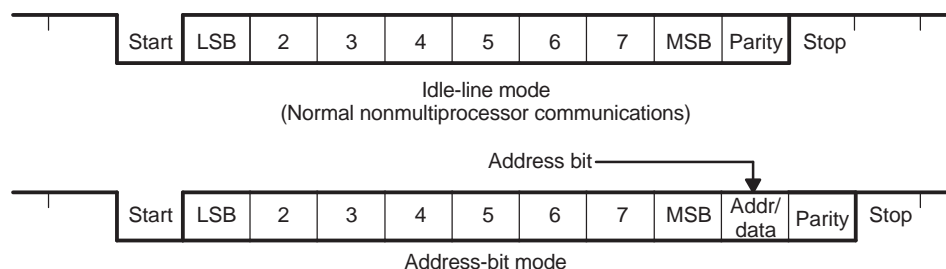 Start LSB 2 3 4 5 6 7 MSB Parity Stop
Idle-line mode
(Normal nonmultiprocessor communications)
Address bit
Start LSB 2 3 4 5 6 7 MSB Addr/ data Parity Stop
Address-bit mode